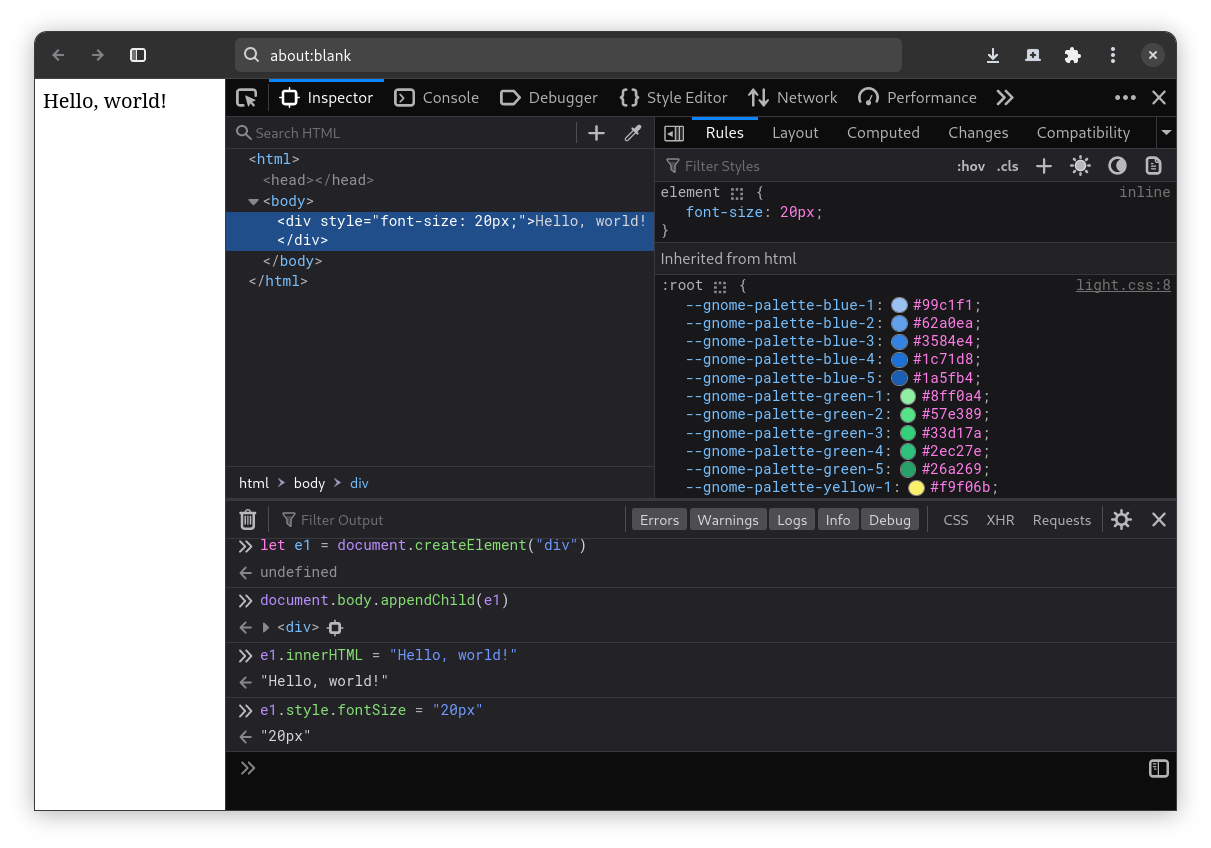 about:blank
Hello, world!
Inspector Console Debugger Style Editor Network Performance
Search HTML
<html>
<head></head>
<body>
<div style="font-size: 20px;">Hello, world!
</div>
</body>
</html>
html body div
Rules Layout Computed Changes Compatibility
Filter Styles :hov .cls
element { inline
font-size: 20px;
}
Inherited from html
:root { light.css:8
--gnome-palette-blue-1: #99c1f1;
--gnome-palette-blue-2: #62a0ea;
--gnome-palette-blue-3: #3584e4;
--gnome-palette-blue-4: #1c71d8;
--gnome-palette-blue-5: #1a5fb4;
--gnome-palette-green-1: #8ff0a4;
--gnome-palette-green-2: #57e389;
--gnome-palette-green-3: #33d17a;
--gnome-palette-green-4: #2ec27e;
--gnome-palette-green-5: #26a269;
--gnome-palette-yellow-1: #f9f06b;
Filter Output Errors Warnings Logs Info Debug CSS XHR Requests
let e1 = document.createElement("div")
undefined
document.body.appendChild(e1)
<div>
e1.innerHTML = "Hello, world!"
"Hello, world!"
e1.style.fontSize = "20px"
"20px"